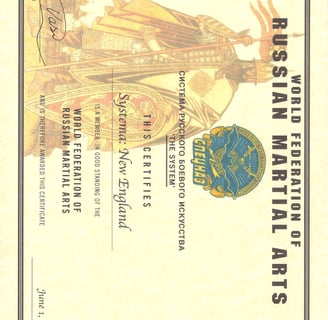 WORLD FEDERATION OF
RUSSIAN MARTIAL ARTS
СПЕЦНАЗ
СИСТЕМА РУССКОГО БОЕВОГО ИСКУССТВА
"THE SYSTEM"
THIS CERTIFIES
Systema: New England
IS A MEMBER IN GOOD STANDING OF THE
WORLD FEDERATION OF
RUSSIAN MARTIAL ARTS
AND IS THEREFORE AWARDED THIS CERTIFICATE
June 1,